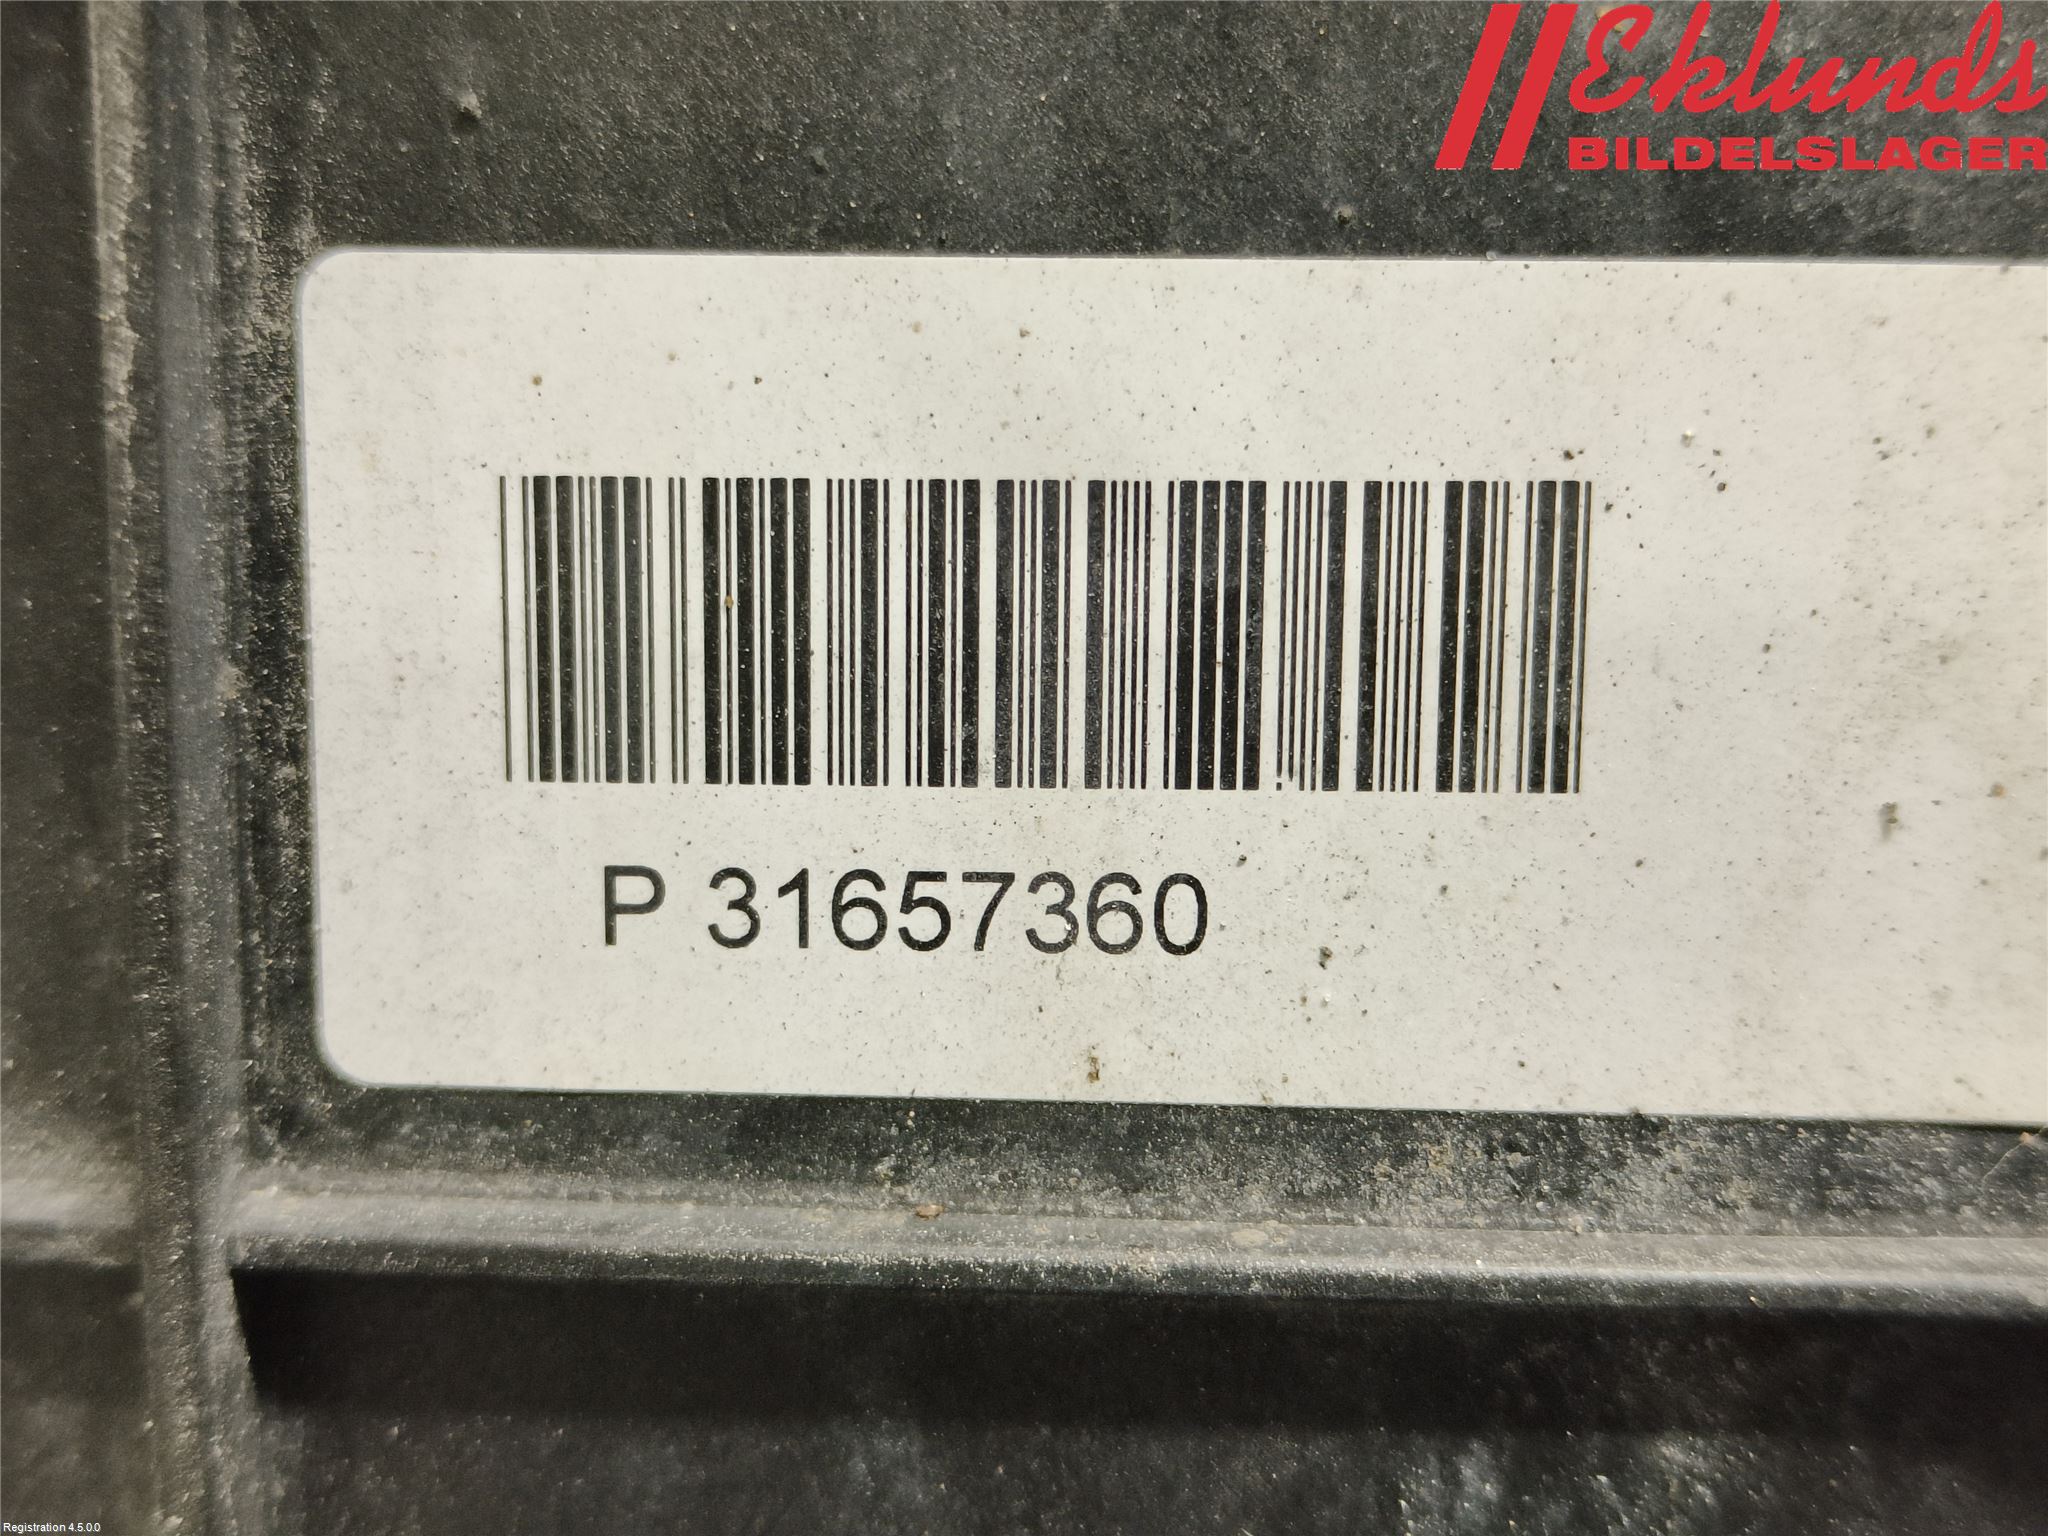 Eklunds
BILDELSLAGER
P 31657360
Registration 4.5.0.0